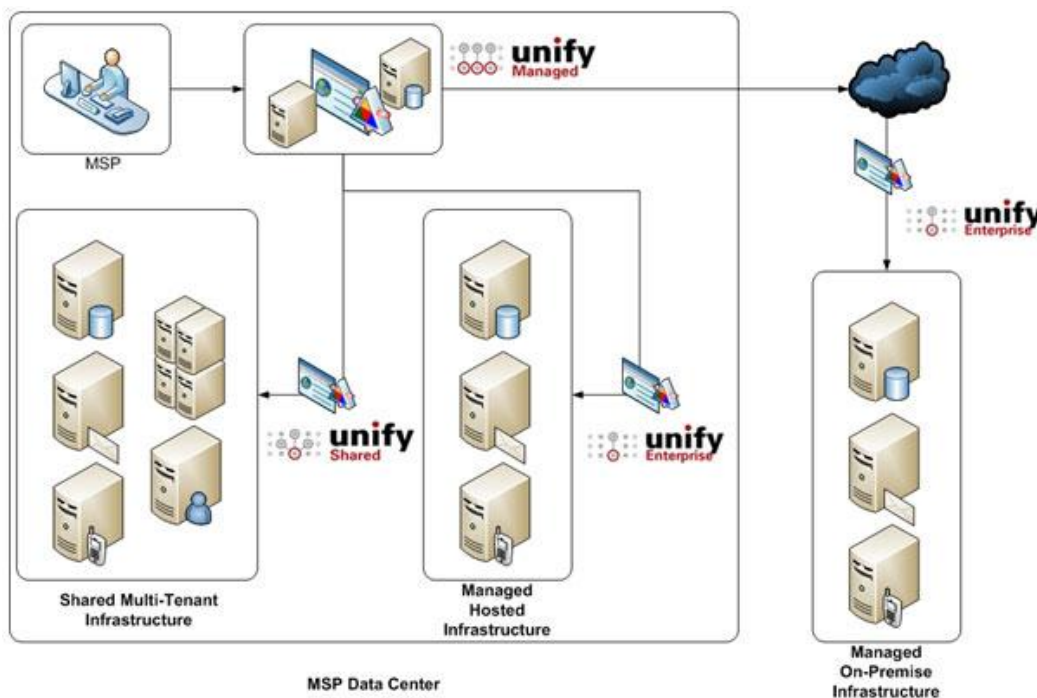 unify
Managed
MSP
unify
Enterprise
unify
Shared
unify
Enterprise
Shared Multi-Tenant
Infrastructure
Managed
Hosted
Infrastructure
Managed
On-Premise
Infrastructure
MSP Data Center